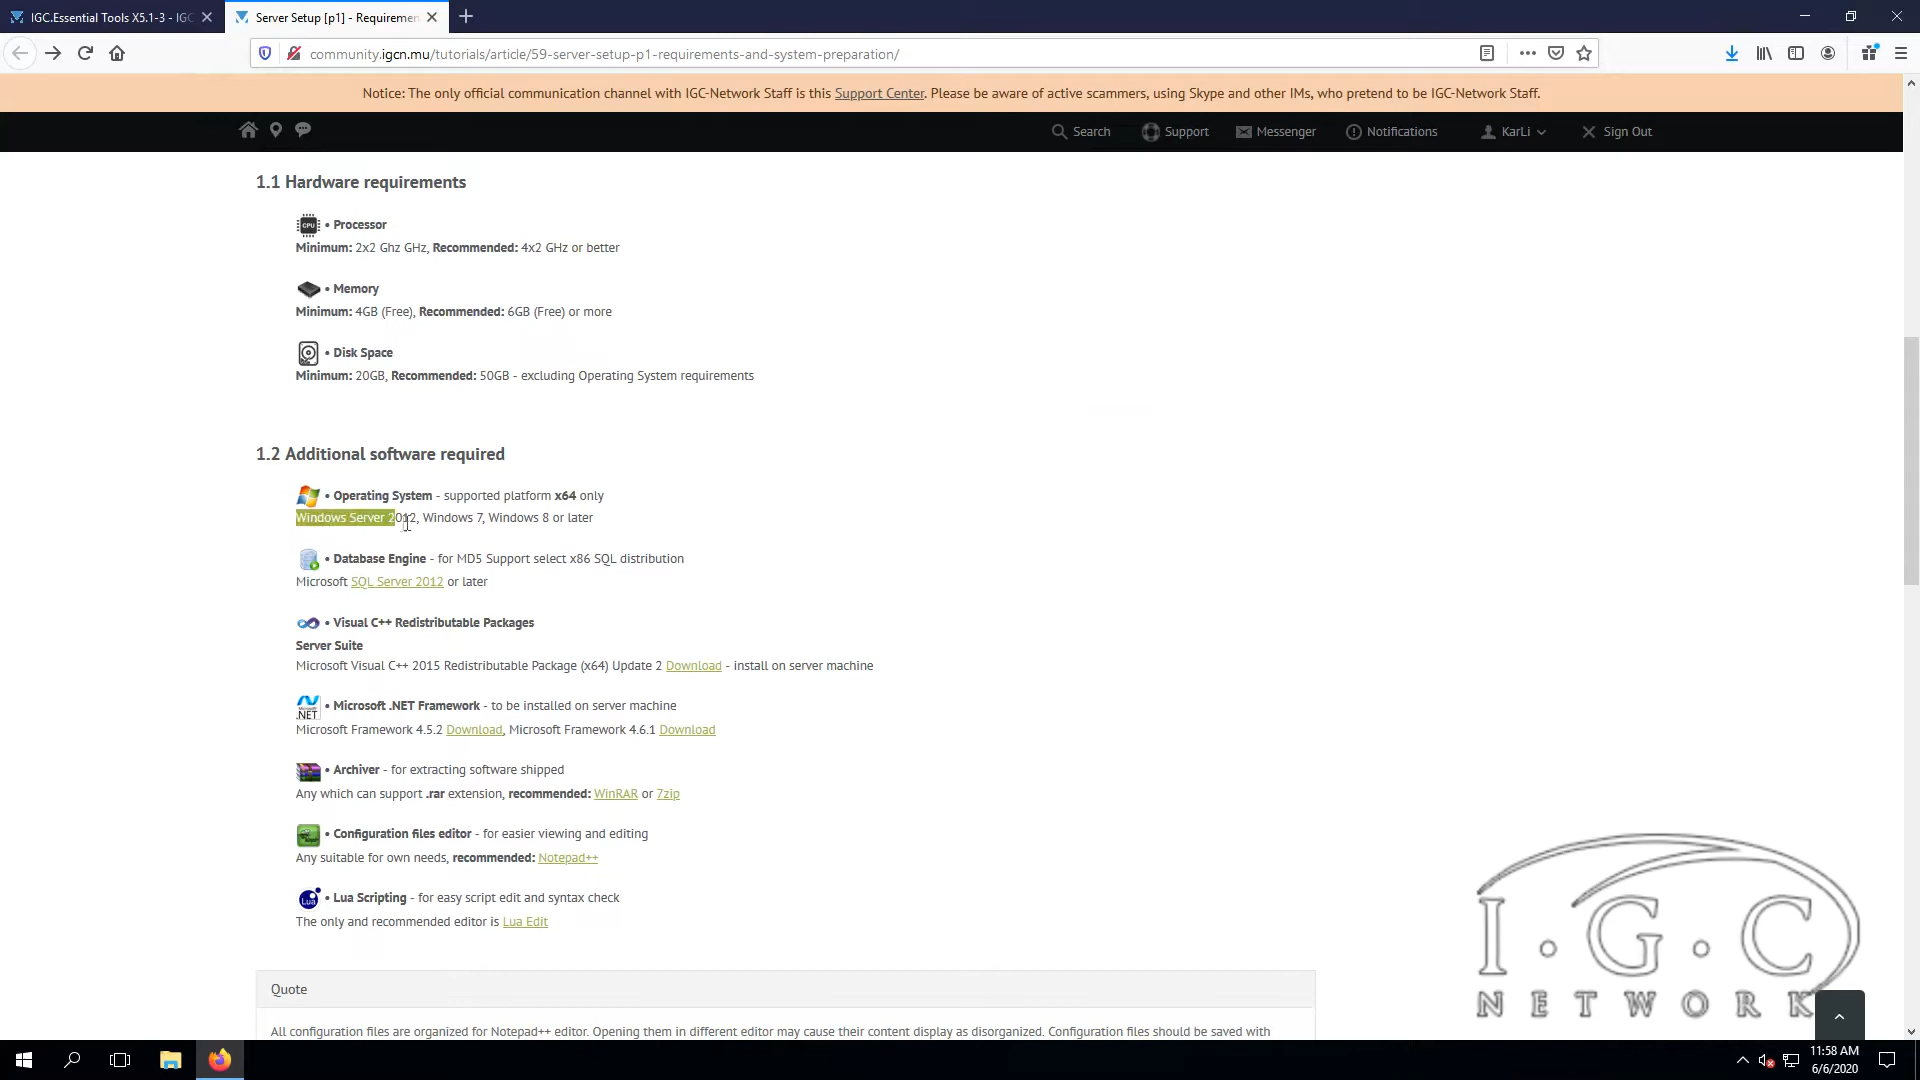 IGC.Essential Tools X5.1-3 - IGC
Server Setup [p1] - Requiremen
community.igcn.mu/tutorials/article/59-server-setup-p1-requirements-and-system-preparation/
Notice: The only official communication channel with IGC-Network Staff is this Support Center. Please be aware of active scammers, using Skype and other IMs, who pretend to be IGC-Network Staff.
Search Support Messenger Notifications KarLi Sign Out
1.1 Hardware requirements
CPU • Processor
Minimum: 2x2 Ghz GHz, Recommended: 4x2 GHz or better
• Memory
Minimum: 4GB (Free), Recommended: 6GB (Free) or more
• Disk Space
Minimum: 20GB, Recommended: 50GB - excluding Operating System requirements
1.2 Additional software required
• Operating System - supported platform x64 only
Windows Server 2012, Windows 7, Windows 8 or later
• Database Engine - for MD5 Support select x86 SQL distribution
Microsoft SQL Server 2012 or later
• Visual C++ Redistributable Packages
Server Suite
Microsoft Visual C++ 2015 Redistributable Package (x64) Update 2 Download - install on server machine
.NET • Microsoft .NET Framework - to be installed on server machine
Microsoft Framework 4.5.2 Download, Microsoft Framework 4.6.1 Download
• Archiver - for extracting software shipped
Any which can support .rar extension, recommended: WinRAR or 7zip
• Configuration files editor - for easier viewing and editing
Any suitable for own needs, recommended: Notepad++
Lua • Lua Scripting - for easy script edit and syntax check
The only and recommended editor is Lua Edit
Quote
All configuration files are organized for Notepad++ editor. Opening them in different editor may cause their content display as disorganized. Configuration files should be saved with
I.G.C
NETWORK
11:58 AM
6/6/2020